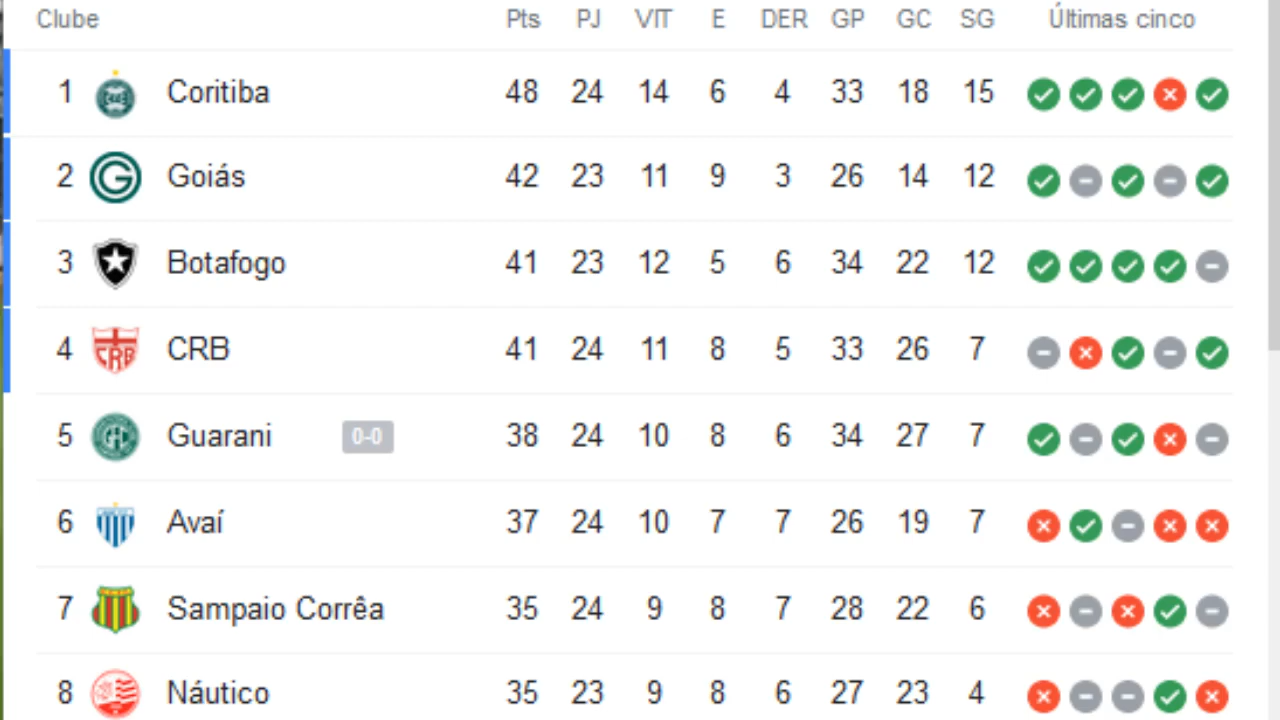 Clube Pts PJ VIT E DER GP GC SG Últimas cinco
1 Coritiba 48 24 14 6 4 33 18 15
2 G Goiás 42 23 11 9 3 26 14 12
3 Botafogo 41 23 12 5 6 34 22 12
4 CRB CRB 41 24 11 8 5 33 26 7
5 Guarani 0-0 38 24 10 8 6 34 27 7
6 Avaí 37 24 10 7 7 26 19 7
7 Sampaio Corrêa 35 24 9 8 7 28 22 6
8 Náutico 35 23 9 8 6 27 23 4